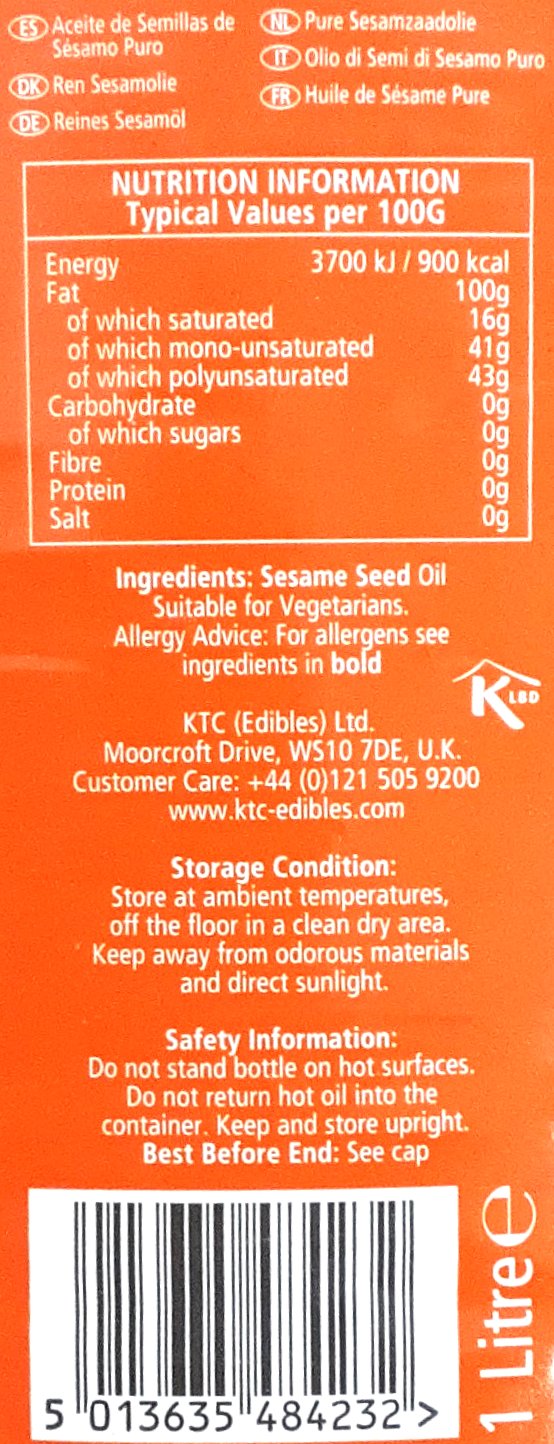 ES Aceite de Semillas de
Sésamo Puro
DK Ren Sesamolie
DE Reines Sesamöl
NL Pure Sesamzaadolie
IT Olio di Semi di Sesamo Puro
FR Huile de Sésame Pure
NUTRITION INFORMATION
Typical Values per 100G
Energy 3700 kJ / 900 kcal
Fat 100g
of which saturated 16g
of which mono-unsaturated 41g
of which polyunsaturated 43g
Carbohydrate 0g
of which sugars 0g
Fibre 0g
Protein 0g
Salt 0g
Ingredients: Sesame Seed Oil
Suitable for Vegetarians.
Allergy Advice: For allergens see
ingredients in bold
K LBD
KTC (Edibles) Ltd.
Moorcroft Drive, WS10 7DE, U.K.
Customer Care: +44 (0)121 505 9200
www.ktc-edibles.com
Storage Condition:
Store at ambient temperatures,
off the floor in a clean dry area.
Keep away from odorous materials
and direct sunlight.
Safety Information:
Do not stand bottle on hot surfaces.
Do not return hot oil into the
container. Keep and store upright.
Best Before End: See cap
5 013635 484232 >
1 Litre e